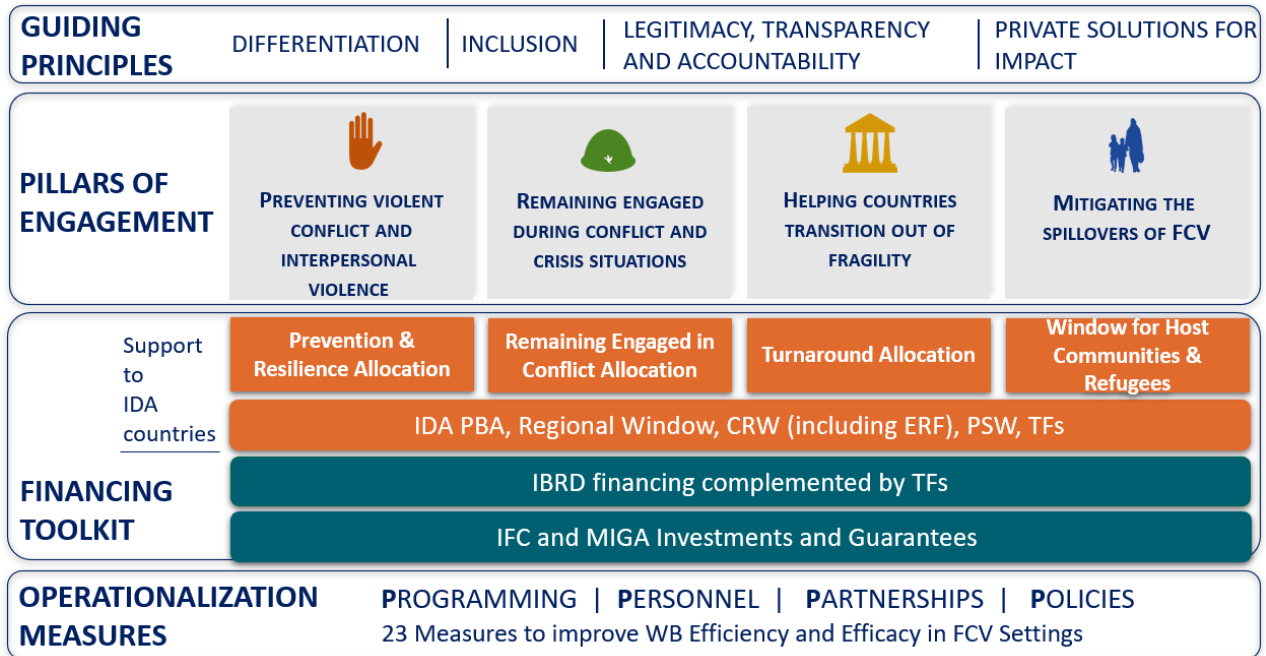 GUIDING
PRINCIPLES
DIFFERENTIATION
INCLUSION
LEGITIMACY, TRANSPARENCY
AND ACCOUNTABILITY
PRIVATE SOLUTIONS FOR
IMPACT
PILLARS OF
ENGAGEMENT
PREVENTING VIOLENT
CONFLICT AND
INTERPERSONAL
VIOLENCE
REMAINING ENGAGED
DURING CONFLICT AND
CRISIS SITUATIONS
HELPING COUNTRIES
TRANSITION OUT OF
FRAGILITY
MITIGATING THE
SPILLOVERS OF FCV
Support
to
IDA
countries
Prevention &
Resilience Allocation
Remaining Engaged in
Conflict Allocation
Turnaround Allocation
Window for Host
Communities &
Refugees
IDA PBA, Regional Window, CRW (including ERF), PSW, TFs
FINANCING
TOOLKIT
IBRD financing complemented by TFs
IFC and MIGA Investments and Guarantees
OPERATIONALIZATION
MEASURES
PROGRAMMING | PERSONNEL | PARTNERSHIPS | POLICIES
23 Measures to improve WB Efficiency and Efficacy in FCV Settings